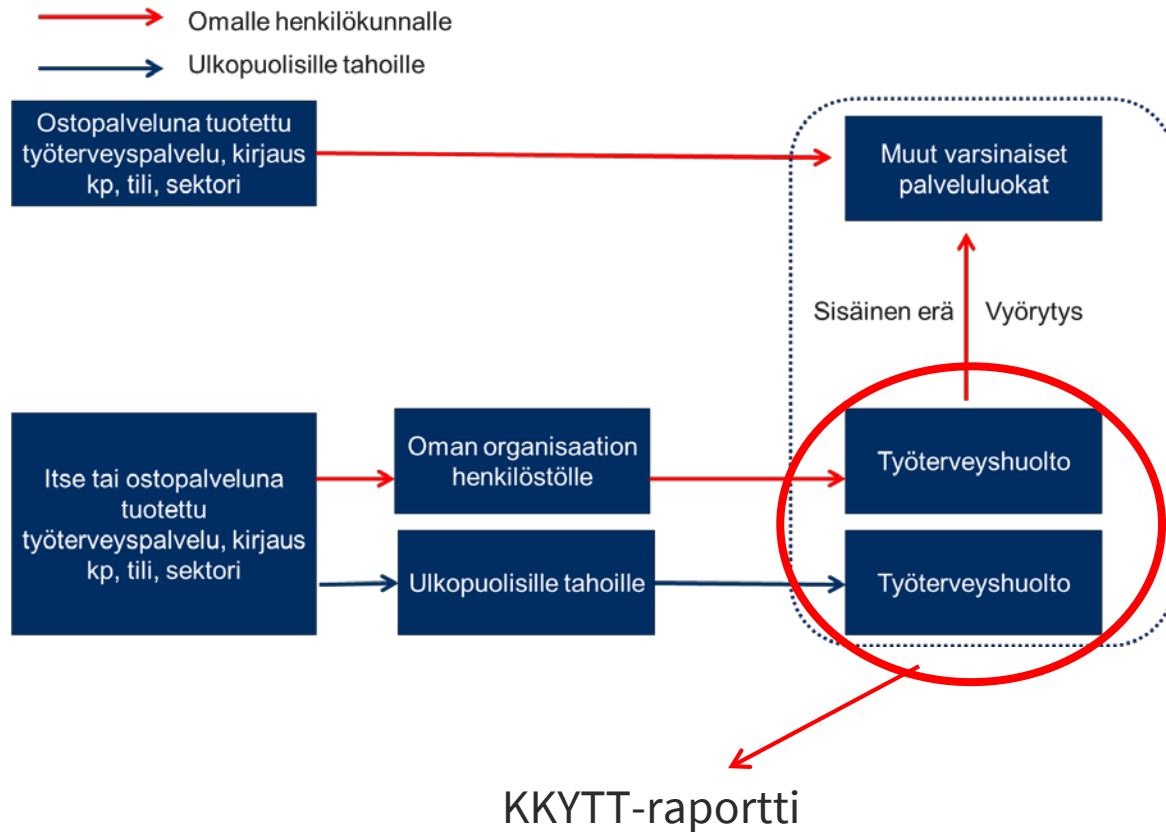 Omalle henkilökunnalle
Ulkopuolisille tahoille
Ostopalveluna tuotettu
työterveyspalvelu, kirjaus
kp, tili, sektori
Muut varsinaiset
palveluluokat
Sisäinen erä
Vyörytys
Itse tai ostopalveluna
tuotettu
työterveyspalvelu, kirjaus
kp, tili, sektori
Oman organisaation
henkilöstölle
Työterveyshuolto
Ulkopuolisille tahoille
Työterveyshuolto
KKYTT-raportti